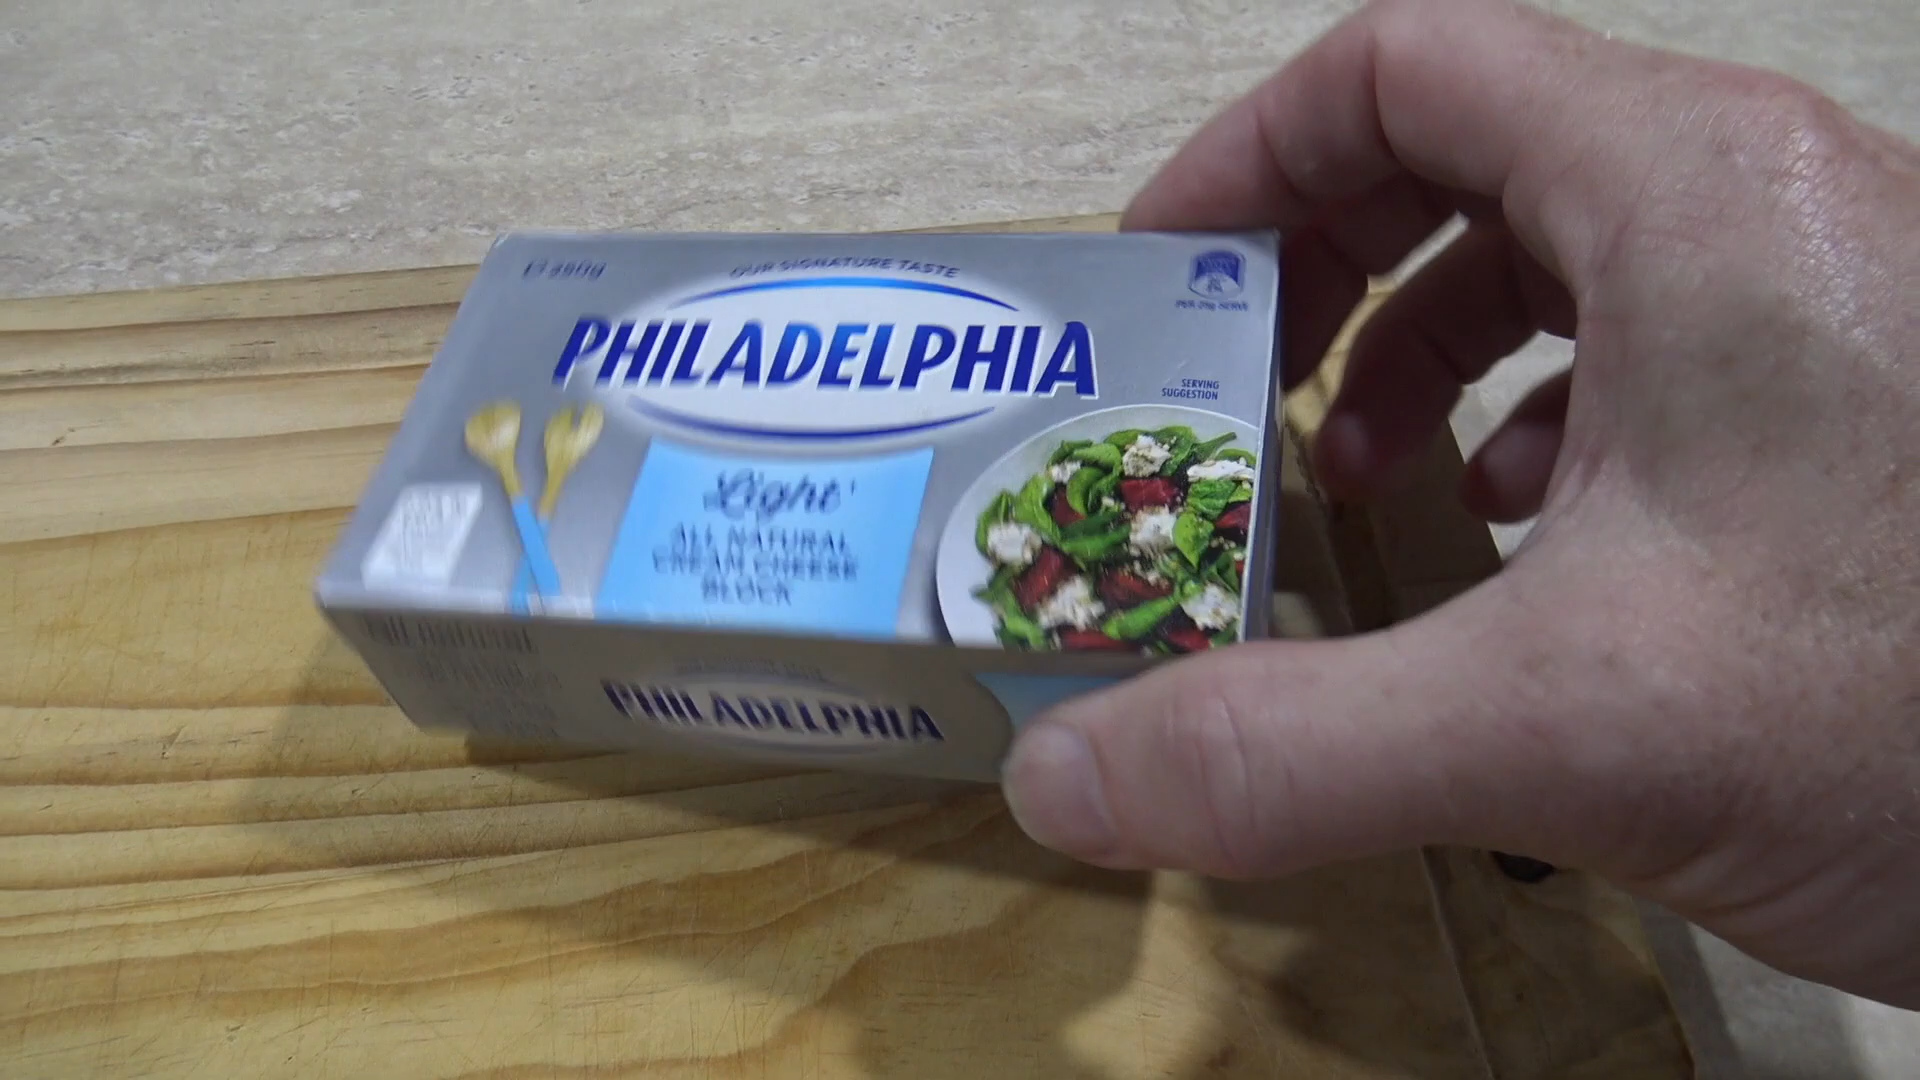 OUR SIGNATURE TASTE
PHILADELPHIA
SERVING
SUGGESTION
Light
ALL NATURAL
CREAM CHEESE
BLOCK
PHILADELPHIA